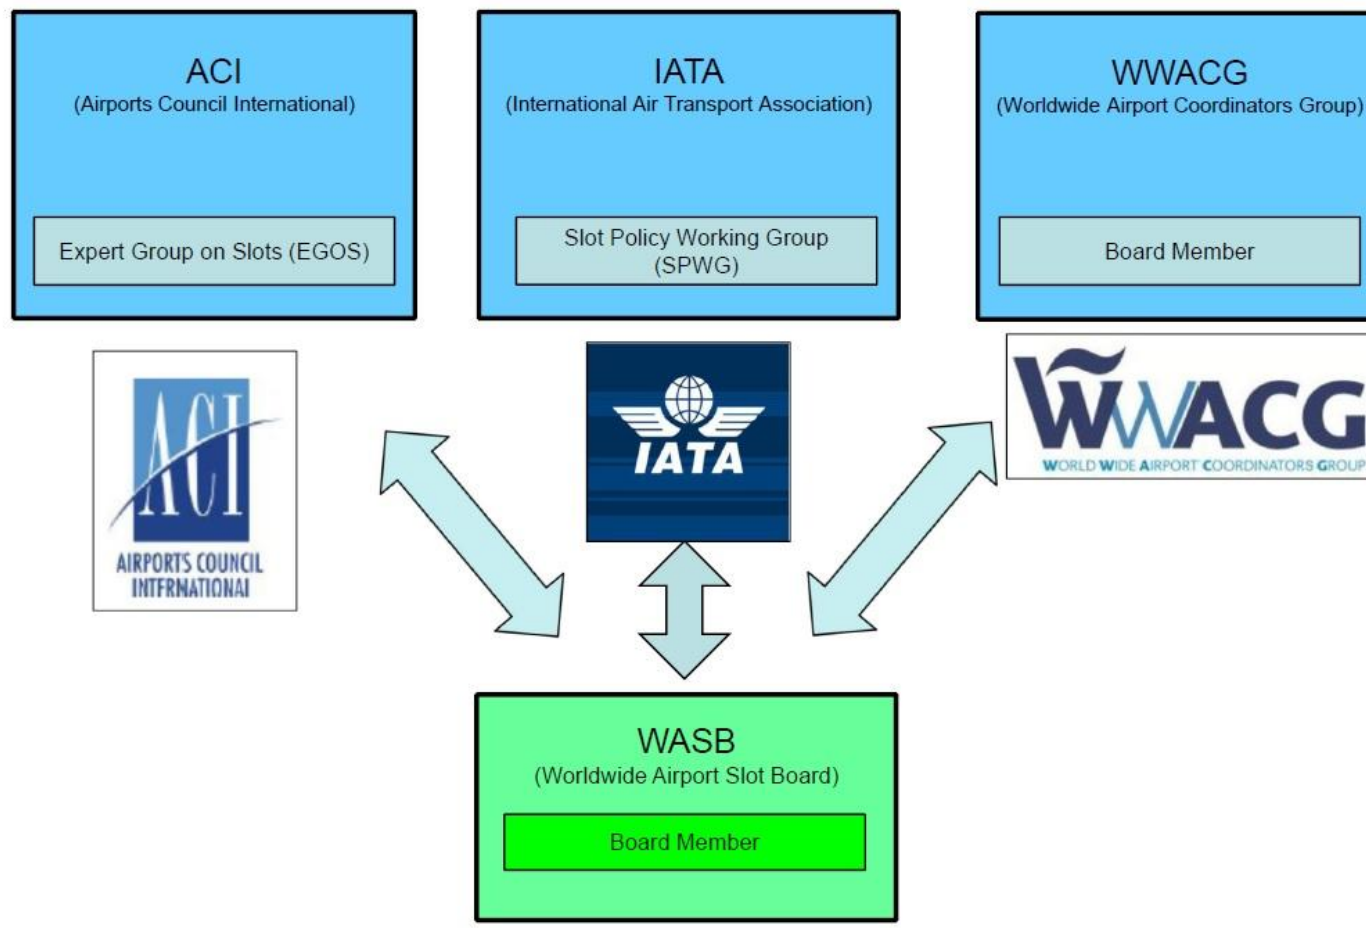 ACI
(Airports Council International)
Expert Group on Slots (EGOS)
IATA
(International Air Transport Association)
Slot Policy Working Group
(SPWG)
WWACG
(Worldwide Airport Coordinators Group)
Board Member
ACI
AIRPORTS COUNCIL
INTERNATIONAL
IATA
WWACG
WORLD WIDE AIRPORT COORDINATORS GROUP
WASB
(Worldwide Airport Slot Board)
Board Member